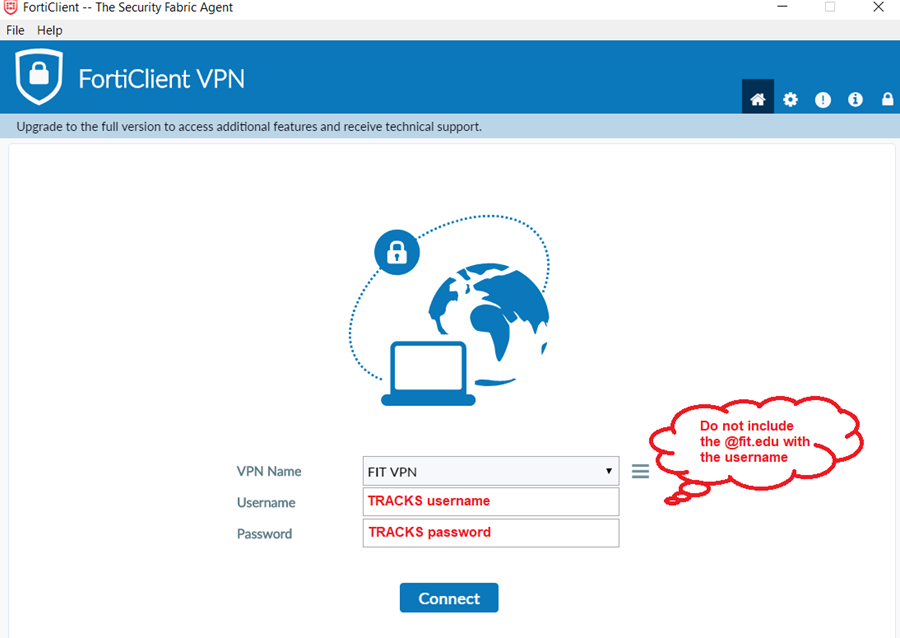 FortiClient -- The Security Fabric Agent
File Help
FortiClient VPN
Upgrade to the full version to access additional features and receive technical support.
Do not include
the @fit.edu with
the username
VPN Name FIT VPN
Username TRACKS username
Password TRACKS password
Connect